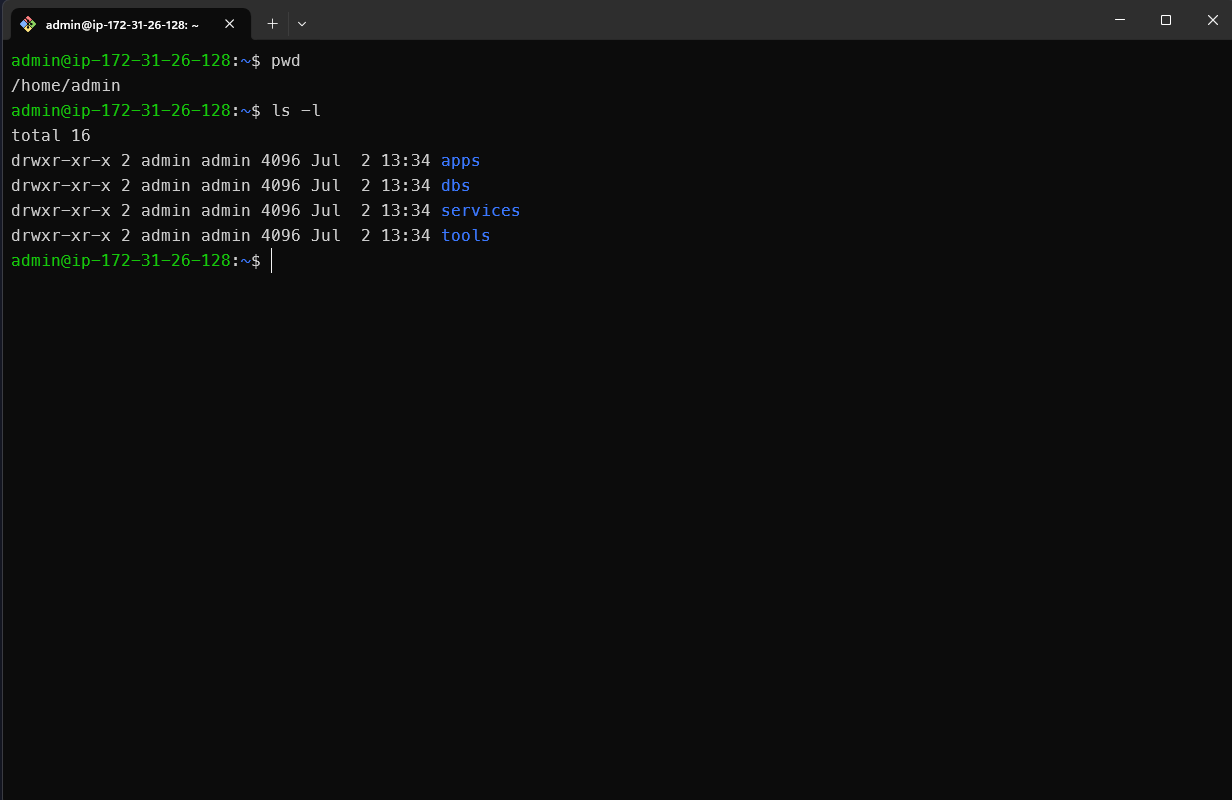 admin@ip-172-31-26-128: ~
admin@ip-172-31-26-128:~$ pwd
/home/admin
admin@ip-172-31-26-128:~$ ls -l
total 16
drwxr-xr-x 2 admin admin 4096 Jul  2 13:34 apps
drwxr-xr-x 2 admin admin 4096 Jul  2 13:34 dbs
drwxr-xr-x 2 admin admin 4096 Jul  2 13:34 services
drwxr-xr-x 2 admin admin 4096 Jul  2 13:34 tools
admin@ip-172-31-26-128:~$